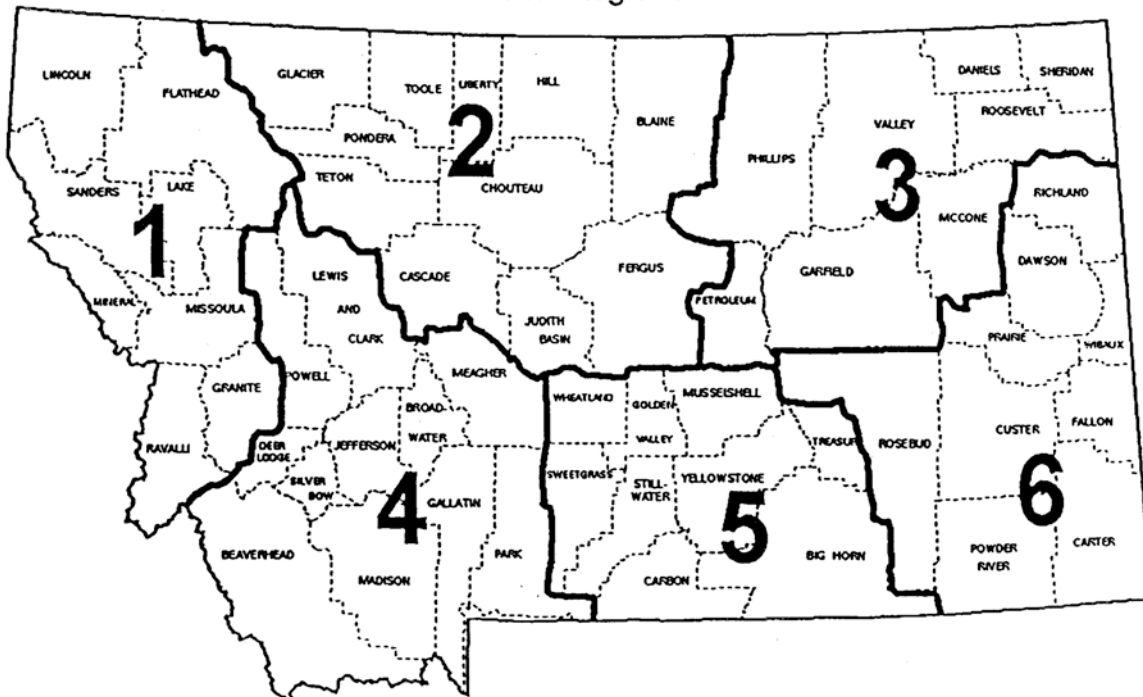 LINCOLN
FLATHEAD
GLACIER
TOOLE
LIBERTY
HILL
BLAINE
PONDERA
TETON
2
CHOUTEAU
PHILLIPS
VALLEY
DANIELS
SHERIDAN
ROOSEVELT
3
MCCONE
RICHLAND
DAWSON
SANDERS
LAKE
1
MINERAL
MISSOULA
LEWIS
AND
CLARK
CASCADE
FERGUS
JUDITH
BASIN
PETROLEUM
GARFIELD
PRAIRIE
WIBAUX
GRANITE
POWELL
RAVALLI
DEER
LODGE
SILVER
BOW
JEFFERSON
BROAD-
WATER
MEAGHER
4
GALLATIN
PARK
BEAVERHEAD
MADISON
WHEATLAND
GOLDEN
VALLEY
MUSSELSHELL
SWEETGRASS
STILL-
WATER
YELLOWSTONE
TREASUR
5
CARBON
BIG HORN
ROSEBUD
CUSTER
FALLON
6
POWDER
RIVER
CARTER